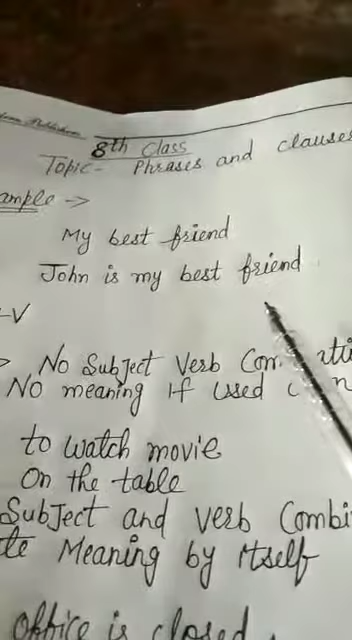 8th Class
Topic- Phrases and clauses
ample →
My best friend
John is my best friend
-V
No Subject Verb
No meaning If used
to watch movie
On the table
Subject and Verb Combi
te Meaning by Itself
office is closed.